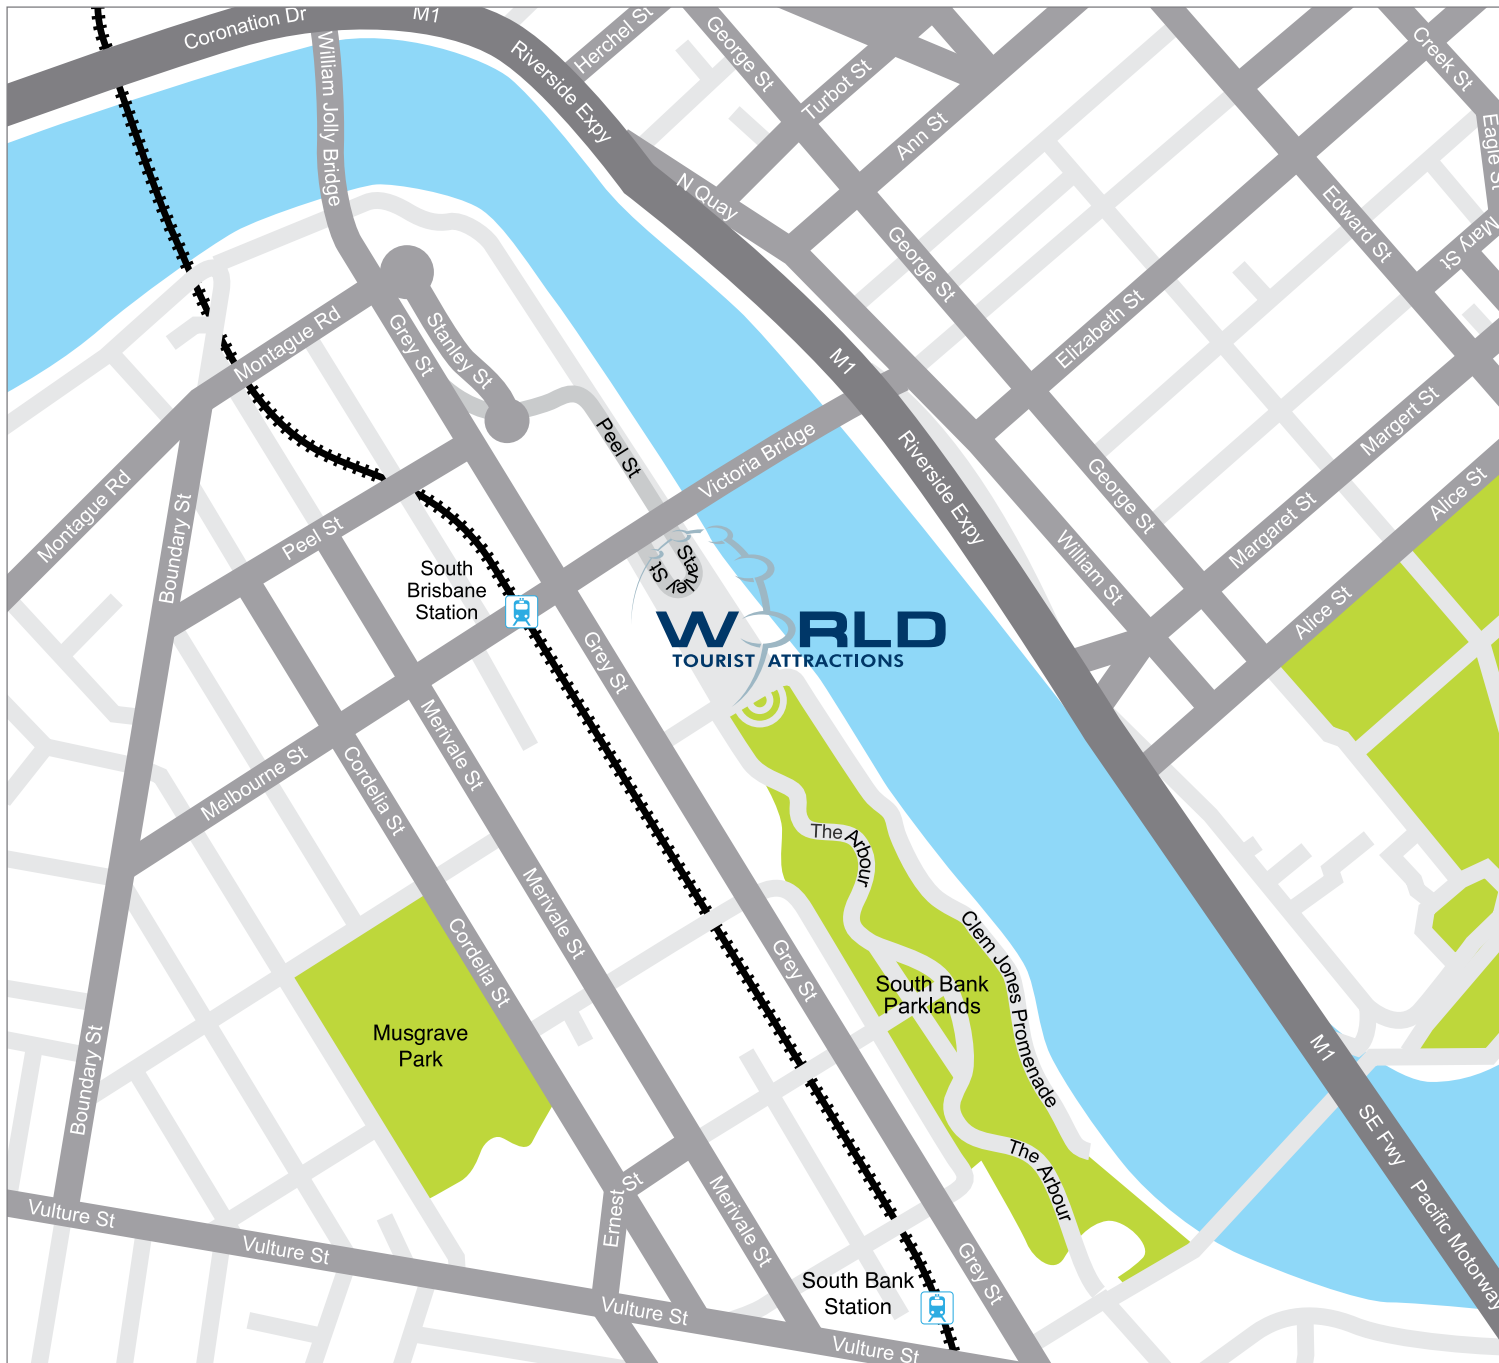 Coronation Dr
M1
William Jolly Bridge
Riverside Expy
Herchel St
George St
Turbot St
Ann St
N Quay
Creek St
Eagle St
Mary St
Edward St
George St
Elizabeth St
Montague Rd
Grey St
Stanley St
M1
Peel St
Victoria Bridge
Riverside Expy
Margert St
Alice St
Montague Rd
Boundary St
Peel St
George St
Margaret St
William St
Alice St
South
Brisbane
Station
Stanley St
WORLD
TOURIST ATTRACTIONS
Grey St
Merivale St
Melbourne St
Cordelia St
The Arbour
Merivale St
Cordelia St
Grey St
Clem Jones Promenade
South Bank
Parklands
Musgrave
Park
Boundary St
M1
SE Fwy
Pacific Motorway
The Arbour
Ernest St
Merivale St
Vulture St
Vulture St
Grey St
South Bank
Station
Vulture St
Vulture St